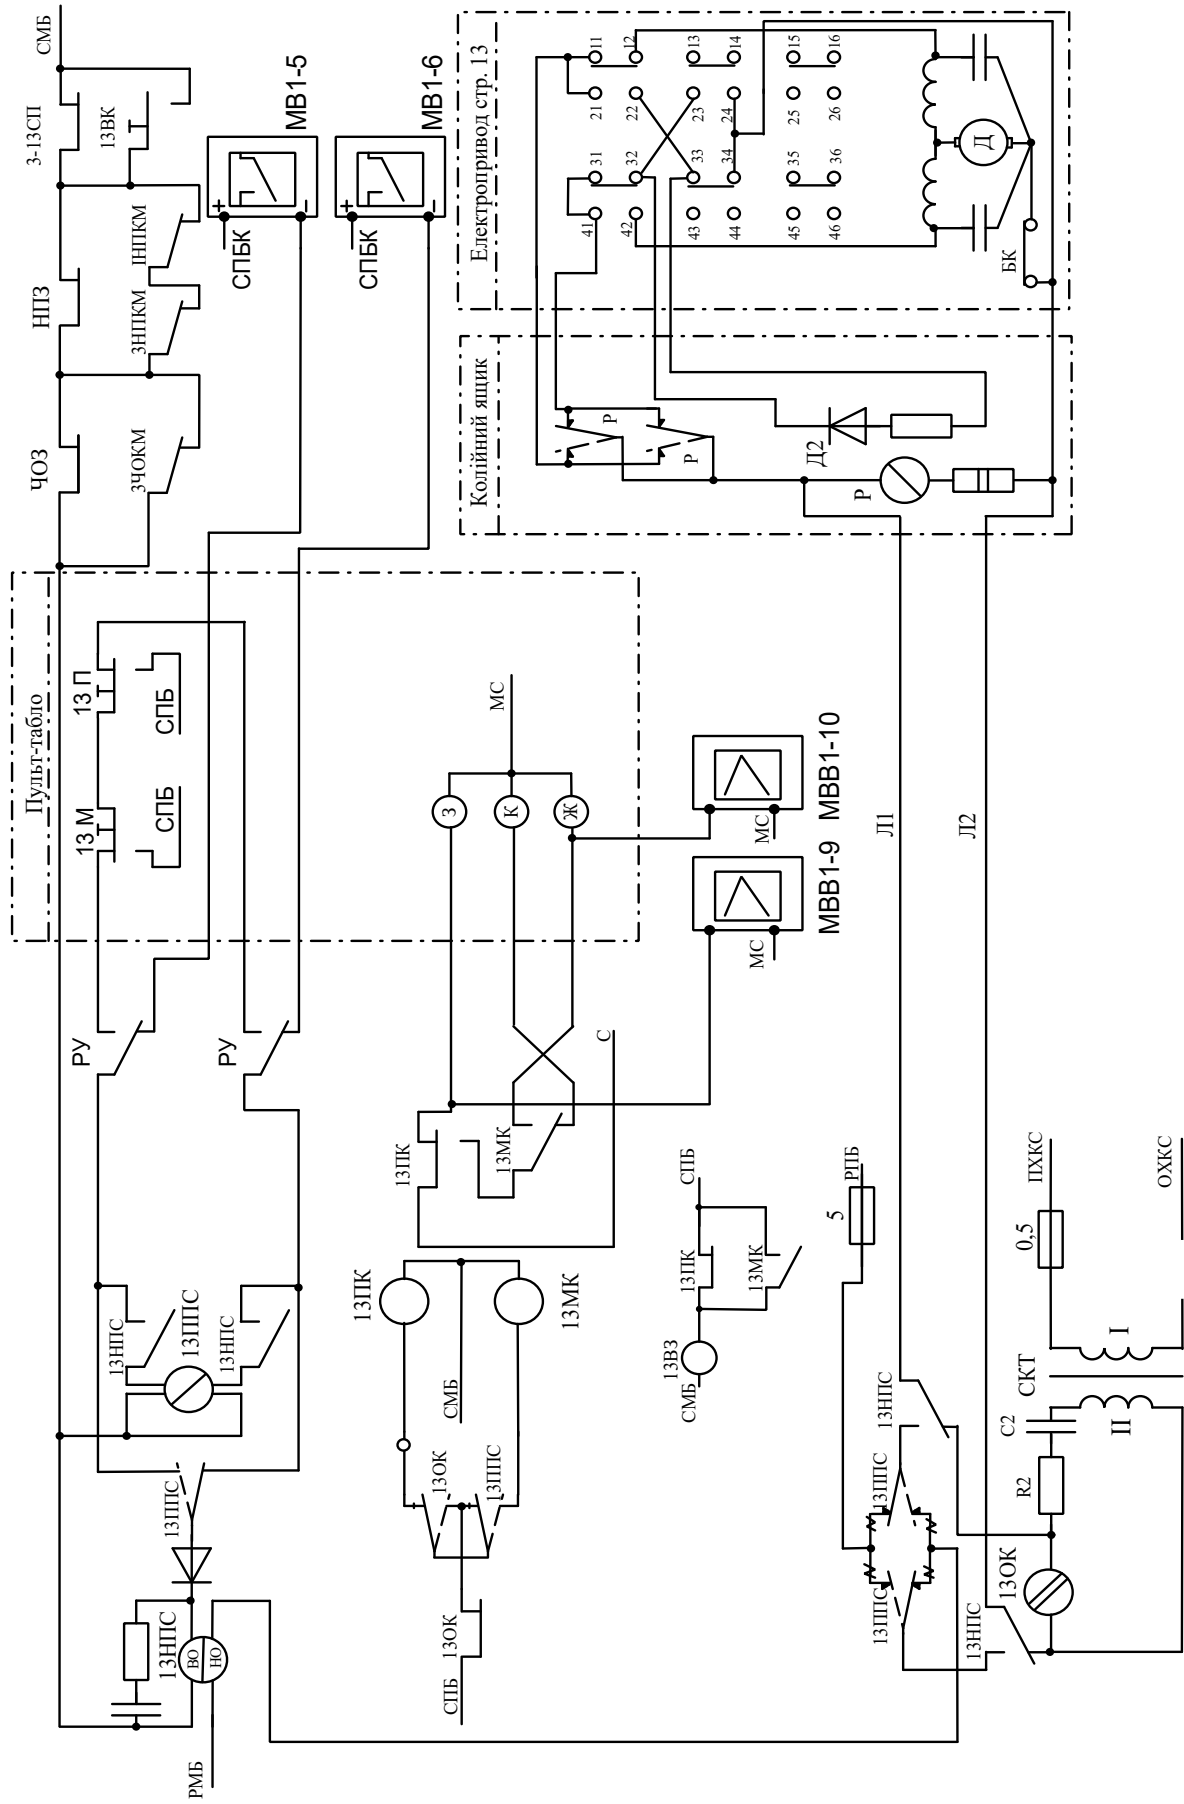 СМБ
3-13СП
13ВК
МВ1-5
+
–
СПБК
МВ1-6
+
–
СПБК
НПЗ
ІНПКМ
3НПКМ
ЧОЗ
3ЧОКМ
Пульт-табло
13 П
СПБ
13 М
СПБ
РУ
РУ
МС
З
К
Ж
МВВ1-10
МС
МВВ1-9
МС
С
13ПК
13МК
13НПС
13ППС
13НПС
13ППС
13НПС
ВО
НО
РМБ
13ПК
13МК
СМБ
13ОК
13ППС
13ОК
СПБ
СПБ
13ПК
13МК
13ВЗ
СМБ
Електропривод стр. 13
11
12
13
14
15
16
21
22
23
24
25
26
31
32
33
34
35
36
41
42
43
44
45
46
Д
БК
Колійний ящик
Р
Р
Д2
Р
Л1
Л2
РПБ
5
13НПС
13ППС
13ППС
13НПС
13ОК
R2
C2
СКТ
І
ІІ
0,5
ПХКС
ОХКС